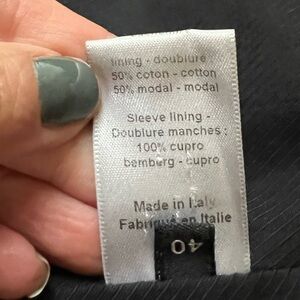 lining - doublure :
50% coton - cotton
50% modal - modal
Sleeve lining -
Doublure manches :
100% cupro
bemberg - cupro
Made in Italy
Fabriqué en Italie
40